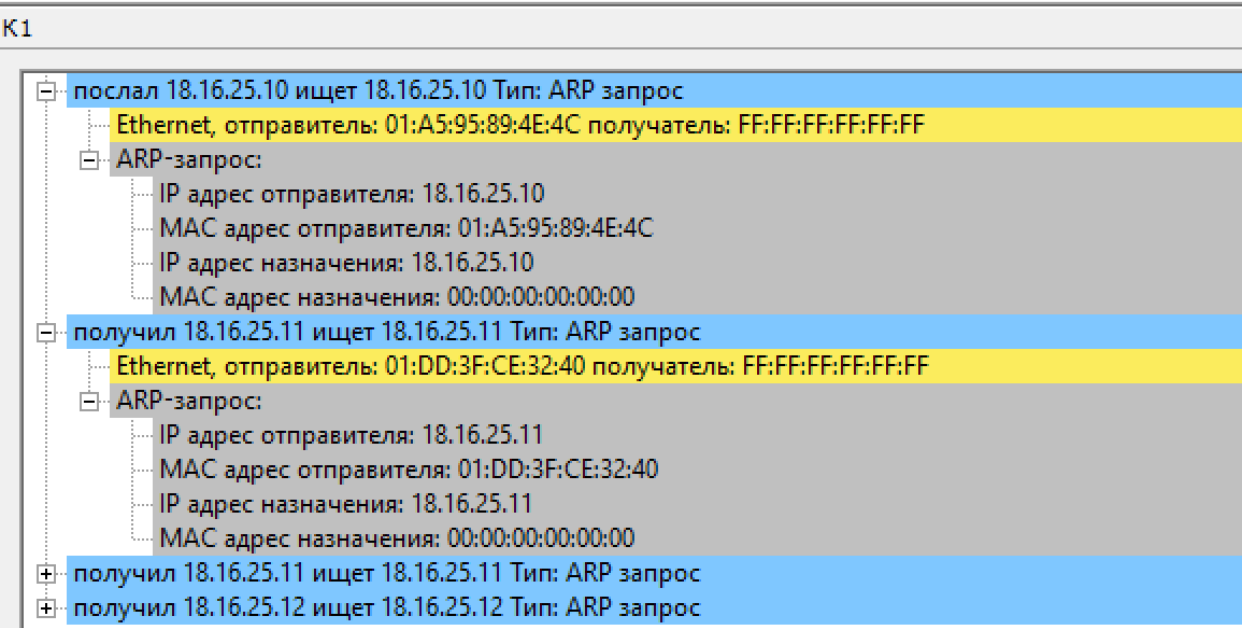 K1
послал 18.16.25.10 ищет 18.16.25.10 Тип: ARP запрос
Ethernet, отправитель: 01:A5:95:89:4E:4C получатель: FF:FF:FF:FF:FF:FF
ARP-запрос:
IP адрес отправителя: 18.16.25.10
MAC адрес отправителя: 01:A5:95:89:4E:4C
IP адрес назначения: 18.16.25.10
MAC адрес назначения: 00:00:00:00:00:00
получил 18.16.25.11 ищет 18.16.25.11 Тип: ARP запрос
Ethernet, отправитель: 01:DD:3F:CE:32:40 получатель: FF:FF:FF:FF:FF:FF
ARP-запрос:
IP адрес отправителя: 18.16.25.11
MAC адрес отправителя: 01:DD:3F:CE:32:40
IP адрес назначения: 18.16.25.11
MAC адрес назначения: 00:00:00:00:00:00
получил 18.16.25.11 ищет 18.16.25.11 Тип: ARP запрос
получил 18.16.25.12 ищет 18.16.25.12 Тип: ARP запрос